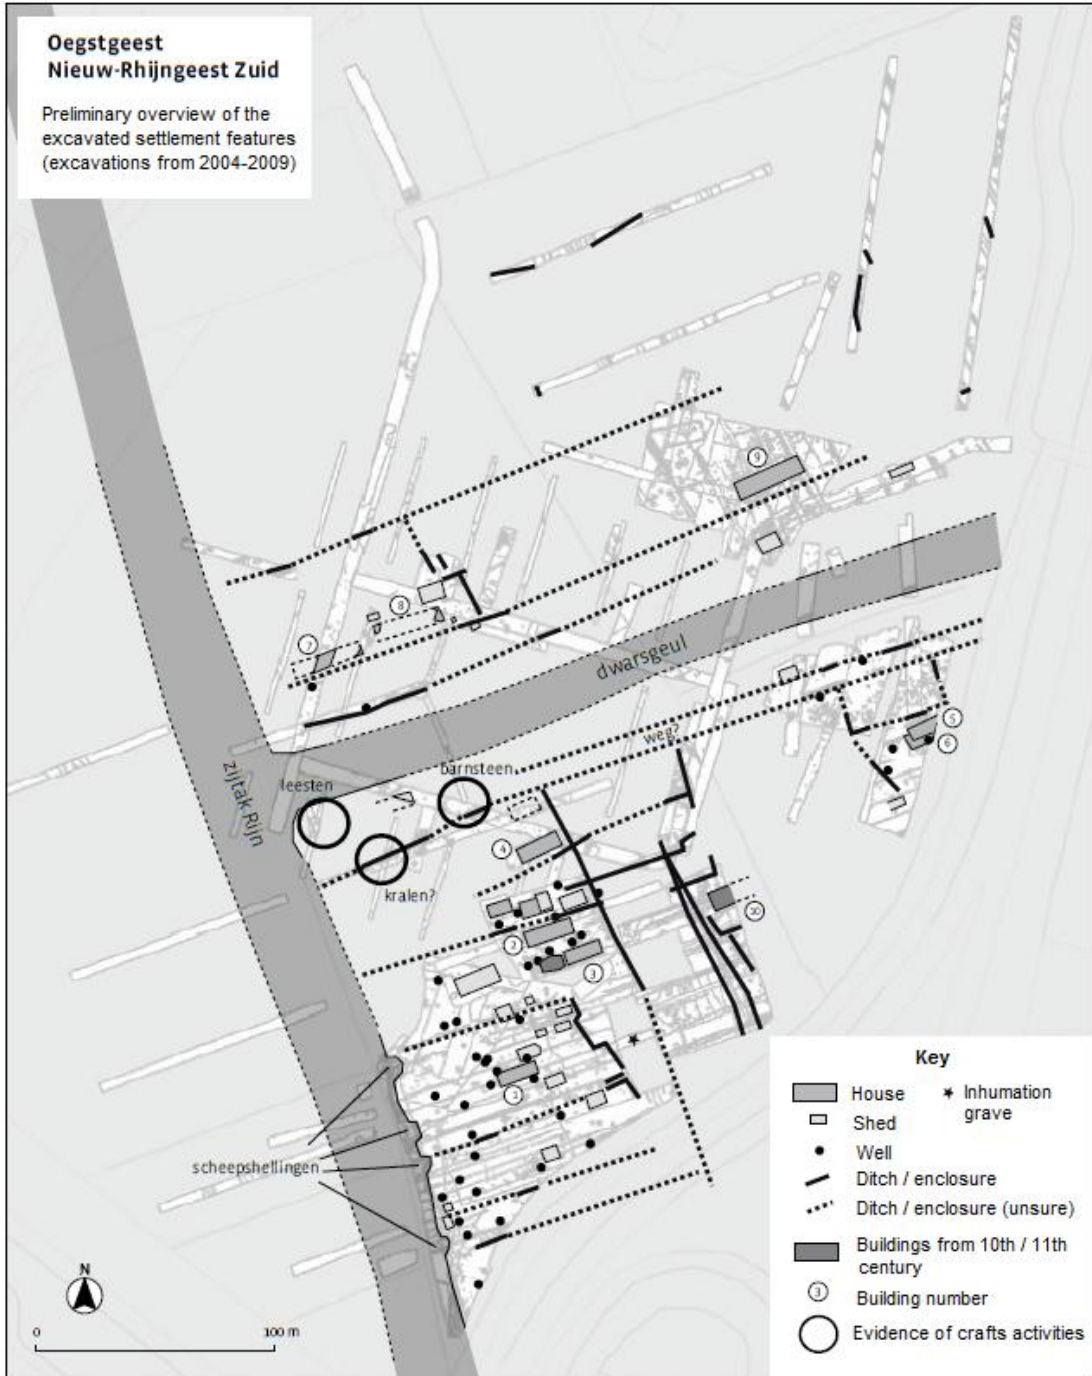 Oegstgeest
Nieuw-Rhijngeest Zuid
Preliminary overview of the
excavated settlement features
(excavations from 2004-2009)
9
8
7
dwarsgeul
5
6
weg?
zijtak Rijn
leesten
barnsteen
kralen?
4
10
2
3
1
scheepshellingen
N
0 100 m
Key
House
Inhumation
grave
Shed
Well
Ditch / enclosure
Ditch / enclosure (unsure)
Buildings from 10th / 11th
century
3
Building number
Evidence of crafts activities